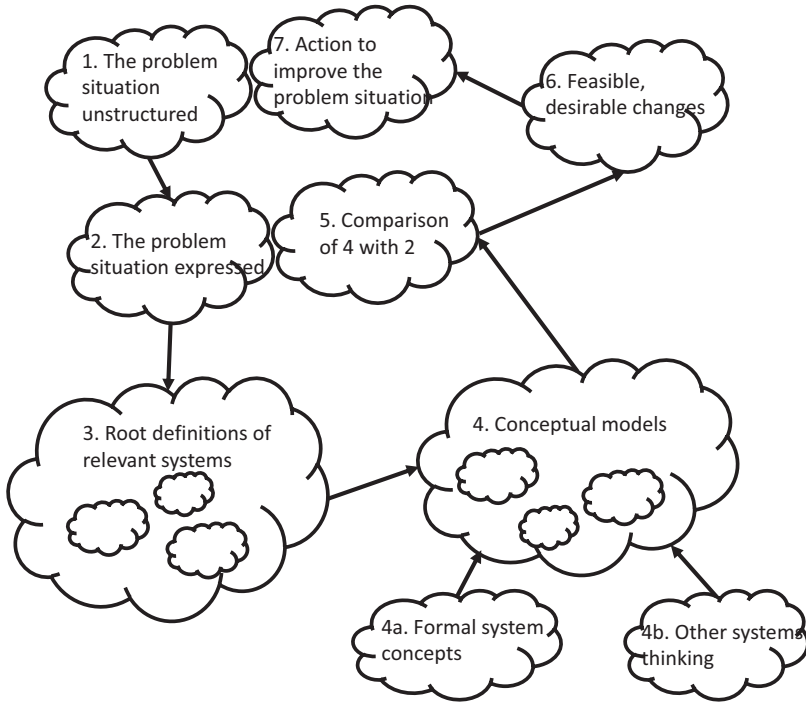 1. The problem
situation
unstructured
7. Action to
improve the
problem situation
6. Feasible,
desirable changes
2. The problem
situation expressed
5. Comparison
of 4 with 2
3. Root definitions of
relevant systems
4. Conceptual models
4a. Formal system
concepts
4b. Other systems
thinking